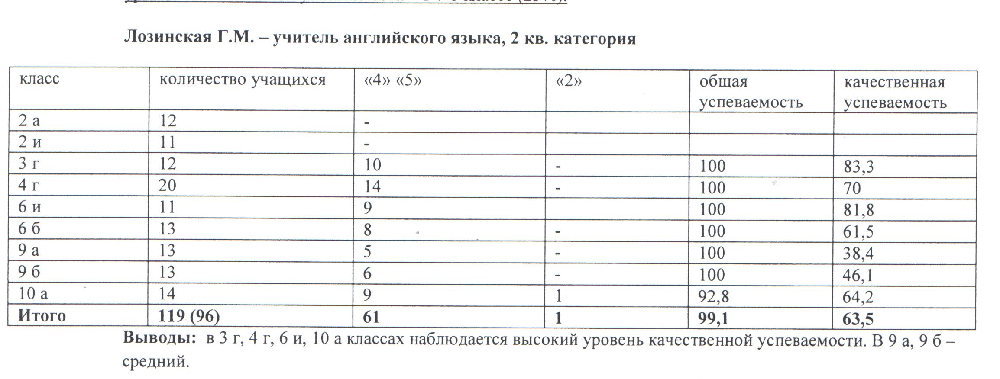 в 7 б классе (25%).
Лозинская Г.М. – учитель английского языка, 2 кв. категория
класс количество учащихся «4» «5» «2» общая успеваемость качественная успеваемость
2 а 12 -
2 и 11 -
3 г 12 10 - 100 83,3
4 г 20 14 - 100 70
6 и 11 9 100 81,8
6 б 13 8 - 100 61,5
9 а 13 5 - 100 38,4
9 б 13 6 - 100 46,1
10 а 14 9 1 92,8 64,2
Итого 119 (96) 61 1 99,1 63,5
Выводы: в 3 г, 4 г, 6 и, 10 а классах наблюдается высокий уровень качественной успеваемости. В 9 а, 9 б –
средний.